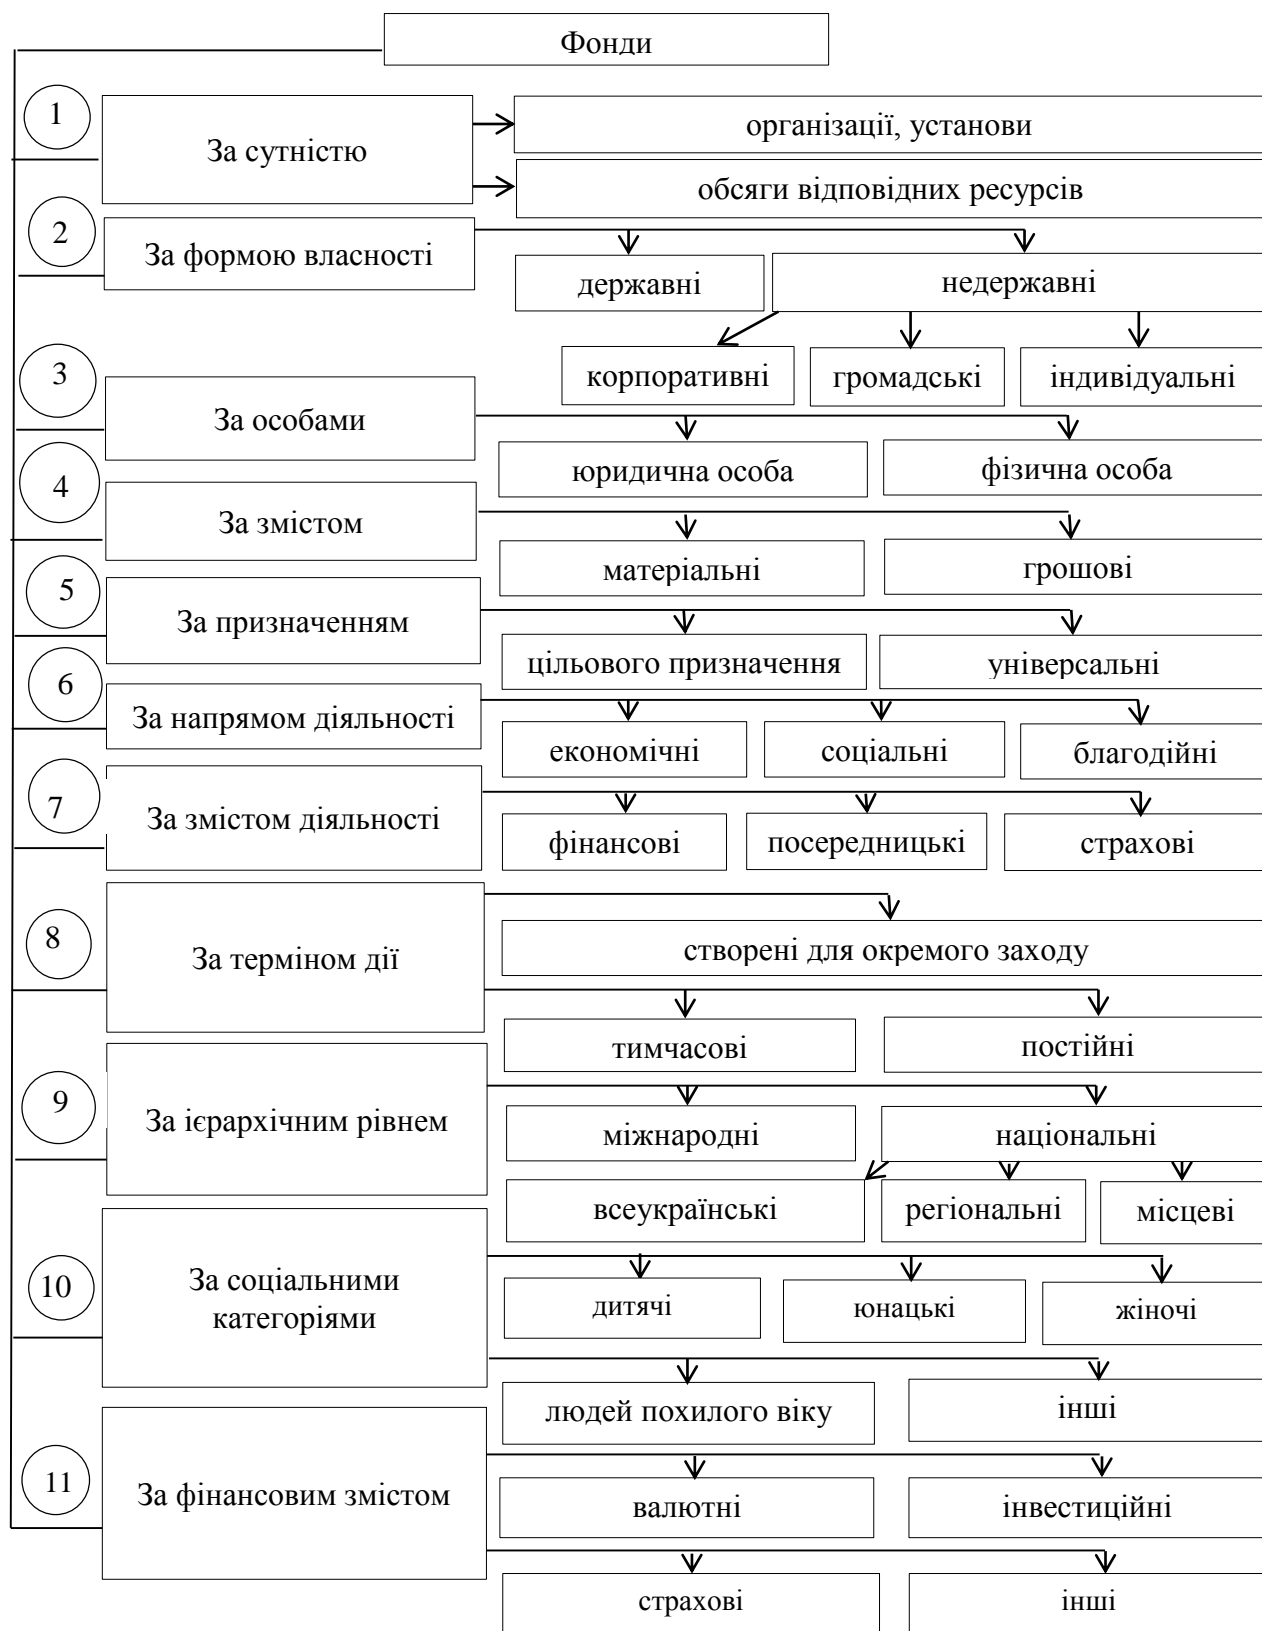 Фонди
1
За сутністю
організації, установи
обсяги відповідних ресурсів
2
За формою власності
державні
недержавні
корпоративні
громадські
індивідуальні
3
За особами
юридична особа
фізична особа
4
За змістом
матеріальні
грошові
5
За призначенням
цільового призначення
універсальні
6
За напрямом діяльності
економічні
соціальні
благодійні
7
За змістом діяльності
фінансові
посередницькі
страхові
8
За терміном дії
створені для окремого заходу
тимчасові
постійні
9
За ієрархічним рівнем
міжнародні
національні
всеукраїнські
регіональні
місцеві
10
За соціальними
категоріями
дитячі
юнацькі
жіночі
людей похилого віку
інші
11
За фінансовим змістом
валютні
інвестиційні
страхові
інші